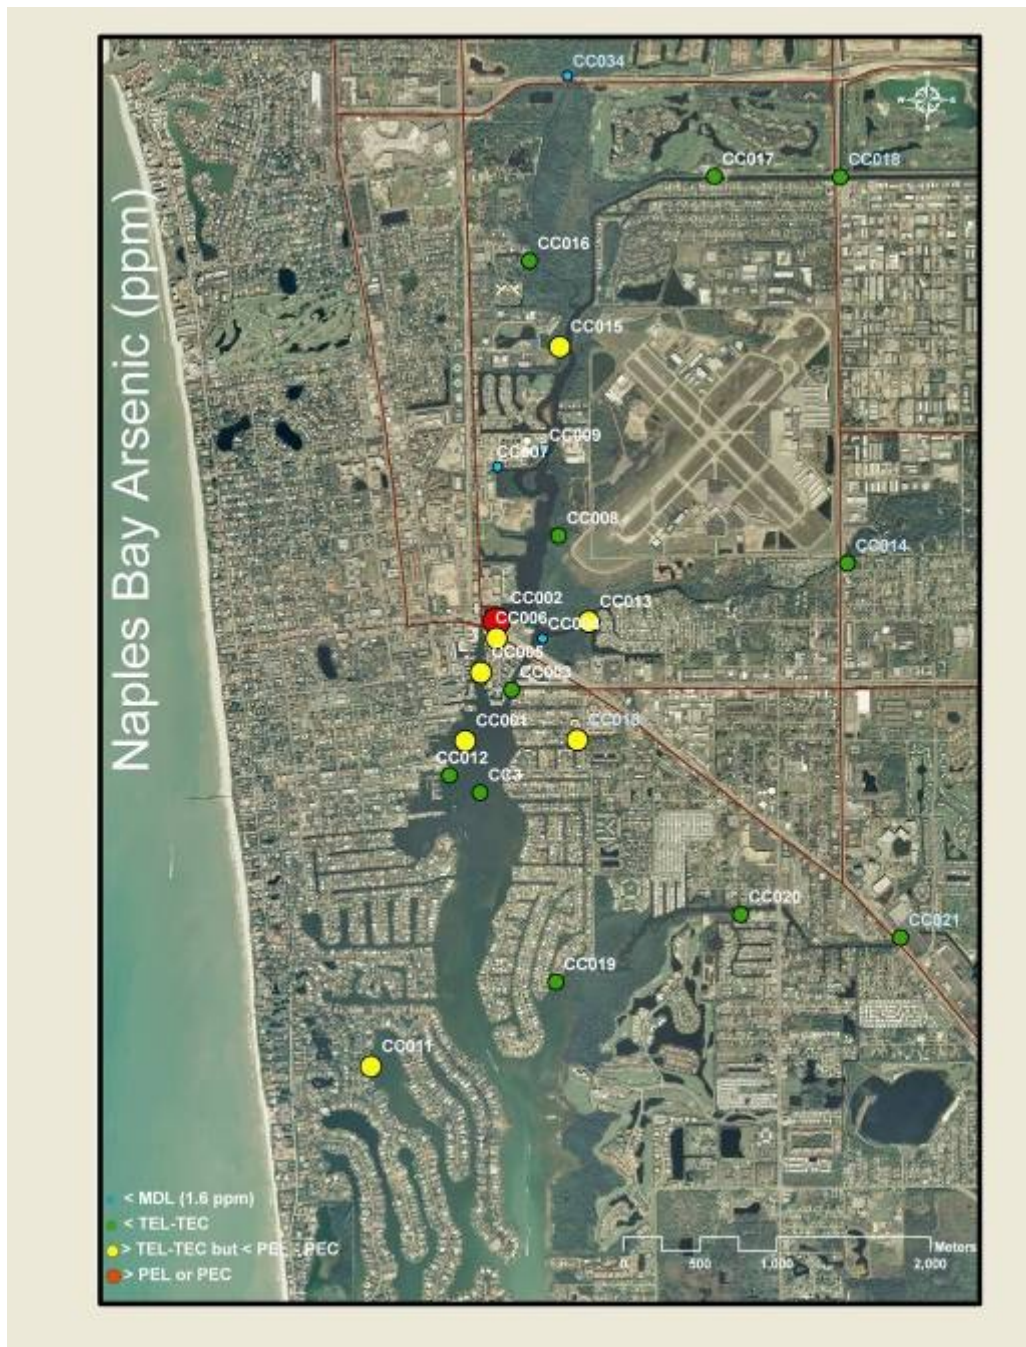 Naples Bay Arsenic (ppm)
CC034
CC017
CC018
CC016
CC015
CC009
CC007
CC008
CC014
CC002
CC013
CC006
CC005
CC003
CC001
CC012
CC020
CC021
CC019
CC011
< MDL (1.6 ppm)
< TEL-TEC
> TEL-TEC but < PEL - PEC
> PEL or PEC
Meters
0 500 1,000 2,000